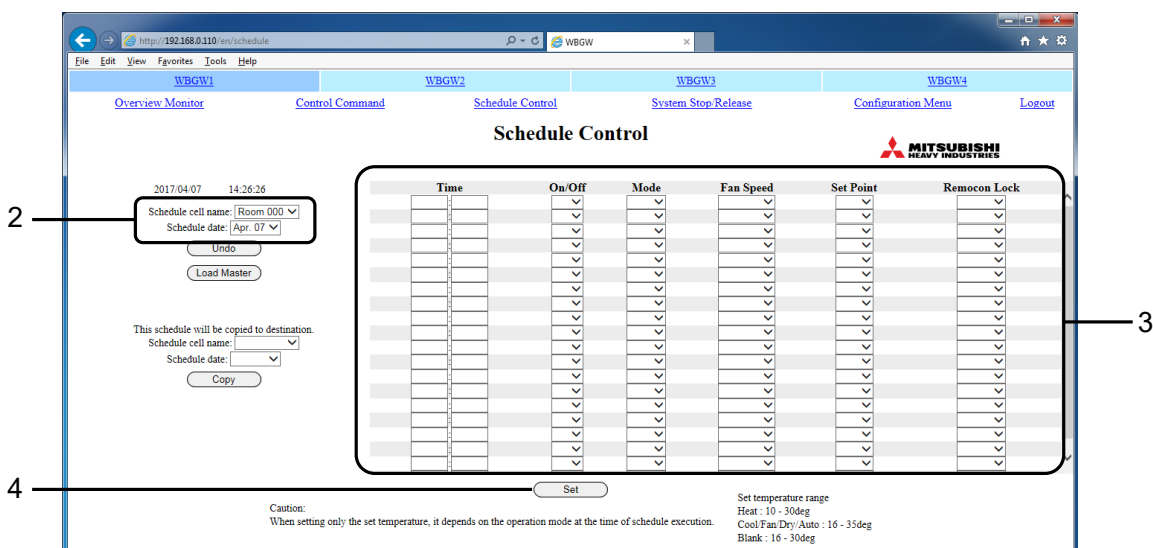 http://192.168.0.110/en/schedule
WBGW
File Edit View Favorites Tools Help
WBGW1 WBGW2 WBGW3 WBGW4
Overview Monitor Control Command Schedule Control System Stop/Release Configuration Menu Logout
Schedule Control
MITSUBISHI
HEAVY INDUSTRIES
2017/04/07 14:26:26
Time On/Off Mode Fan Speed Set Point Remocon Lock
2
Schedule cell name: Room 000
Schedule date: Apr. 07
Undo
Load Master
3
This schedule will be copied to destination.
Schedule cell name:
Schedule date:
Copy
4
Set
Caution:
When setting only the set temperature, it depends on the operation mode at the time of schedule execution.
Set temperature range
Heat : 10 - 30deg
Cool/Fan/Dry/Auto : 16 - 35deg
Blank : 16 - 30deg